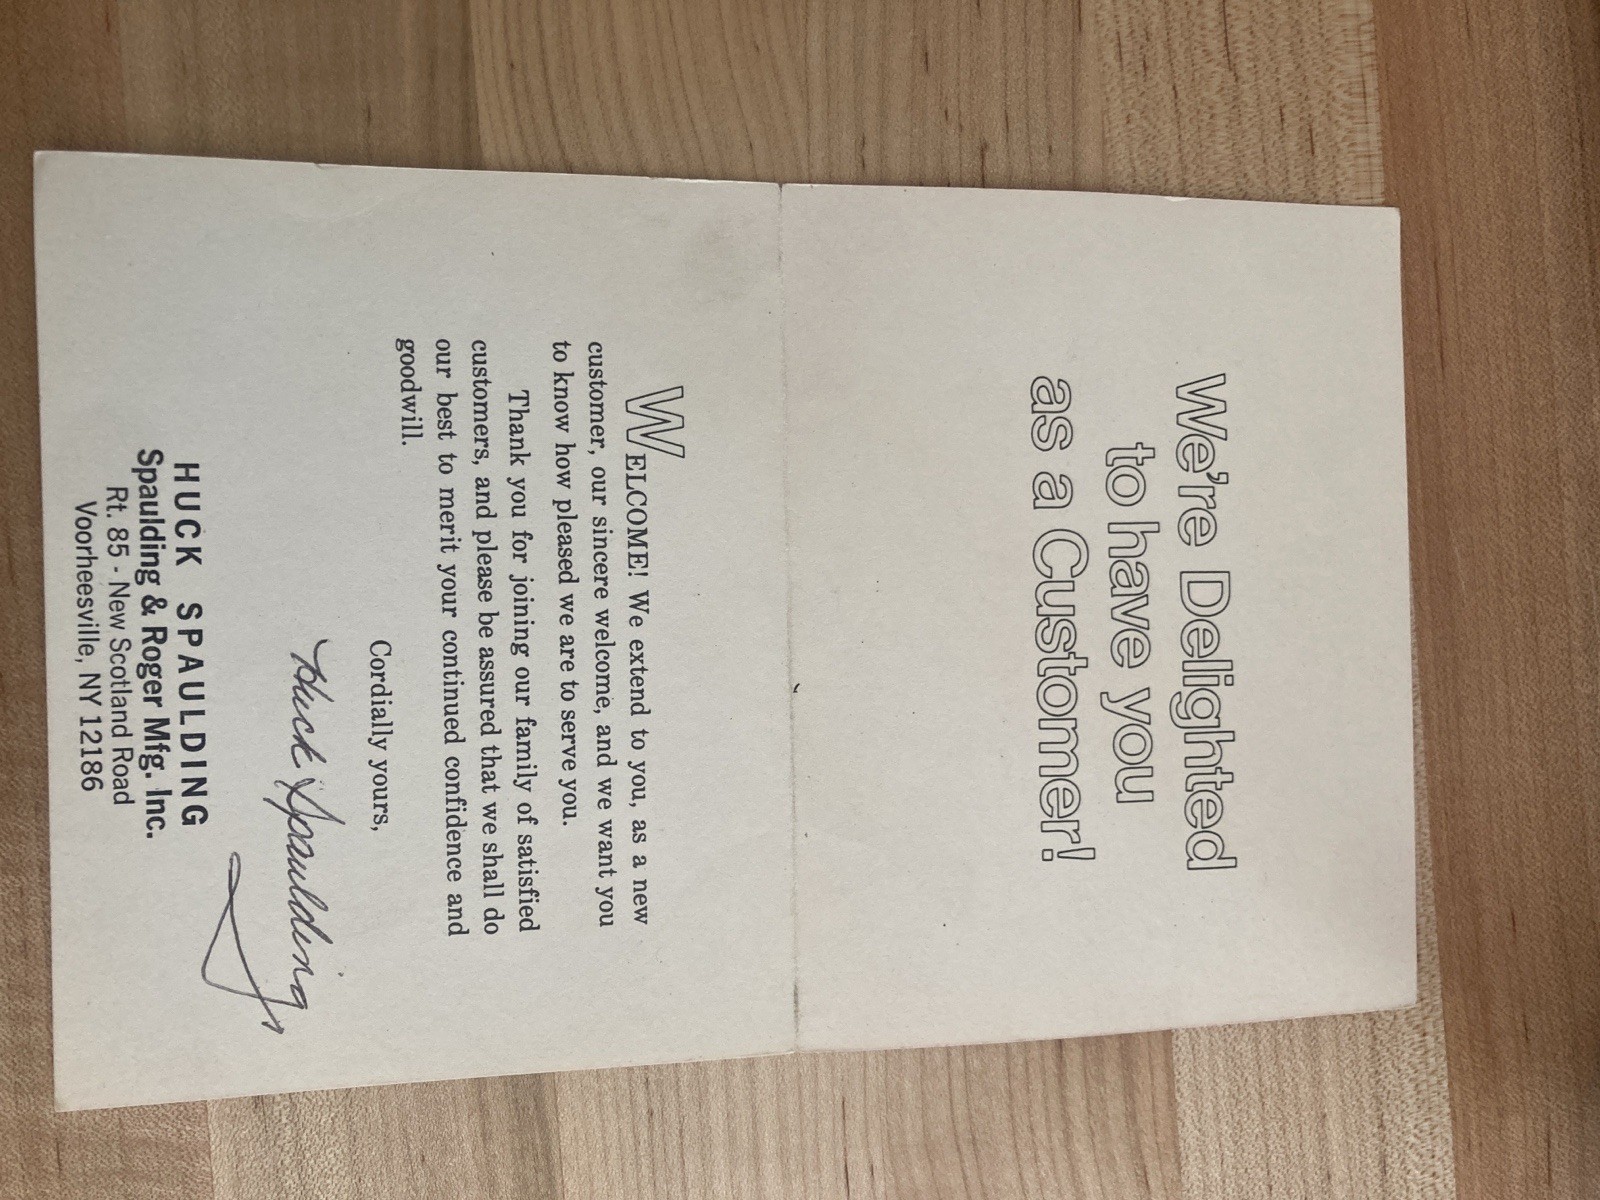 We're Delighted
to have you
as a Customer!
WELCOME! We extend to you, as a new
customer, our sincere welcome, and we want you
to know how pleased we are to serve you.
Thank you for joining our family of satisfied
customers, and please be assured that we shall do
our best to merit your continued confidence and
goodwill.
Cordially yours,
Huck Spaulding
HUCK SPAULDING
Spaulding & Roger Mfg. Inc.
Rt. 85 - New Scotland Road
Voorheesville, NY 12186